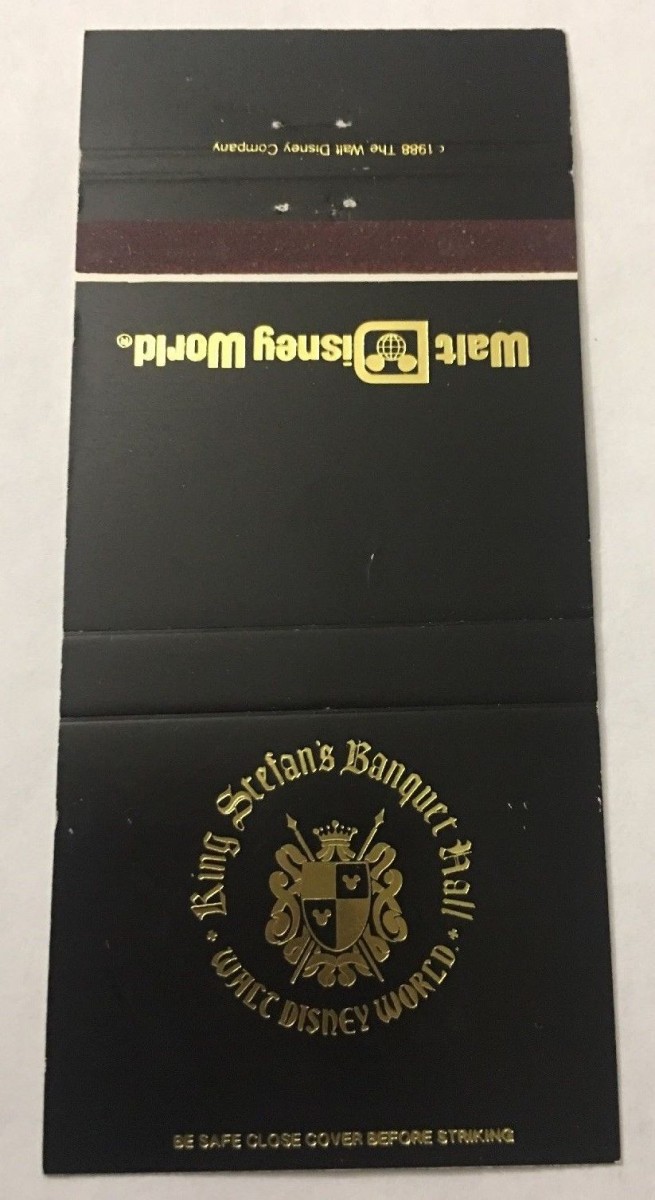 c 1988 The Walt Disney Company
Walt Disney World®
King Stefan's Banquet Hall
WALT DISNEY WORLD
BE SAFE CLOSE COVER BEFORE STRIKING